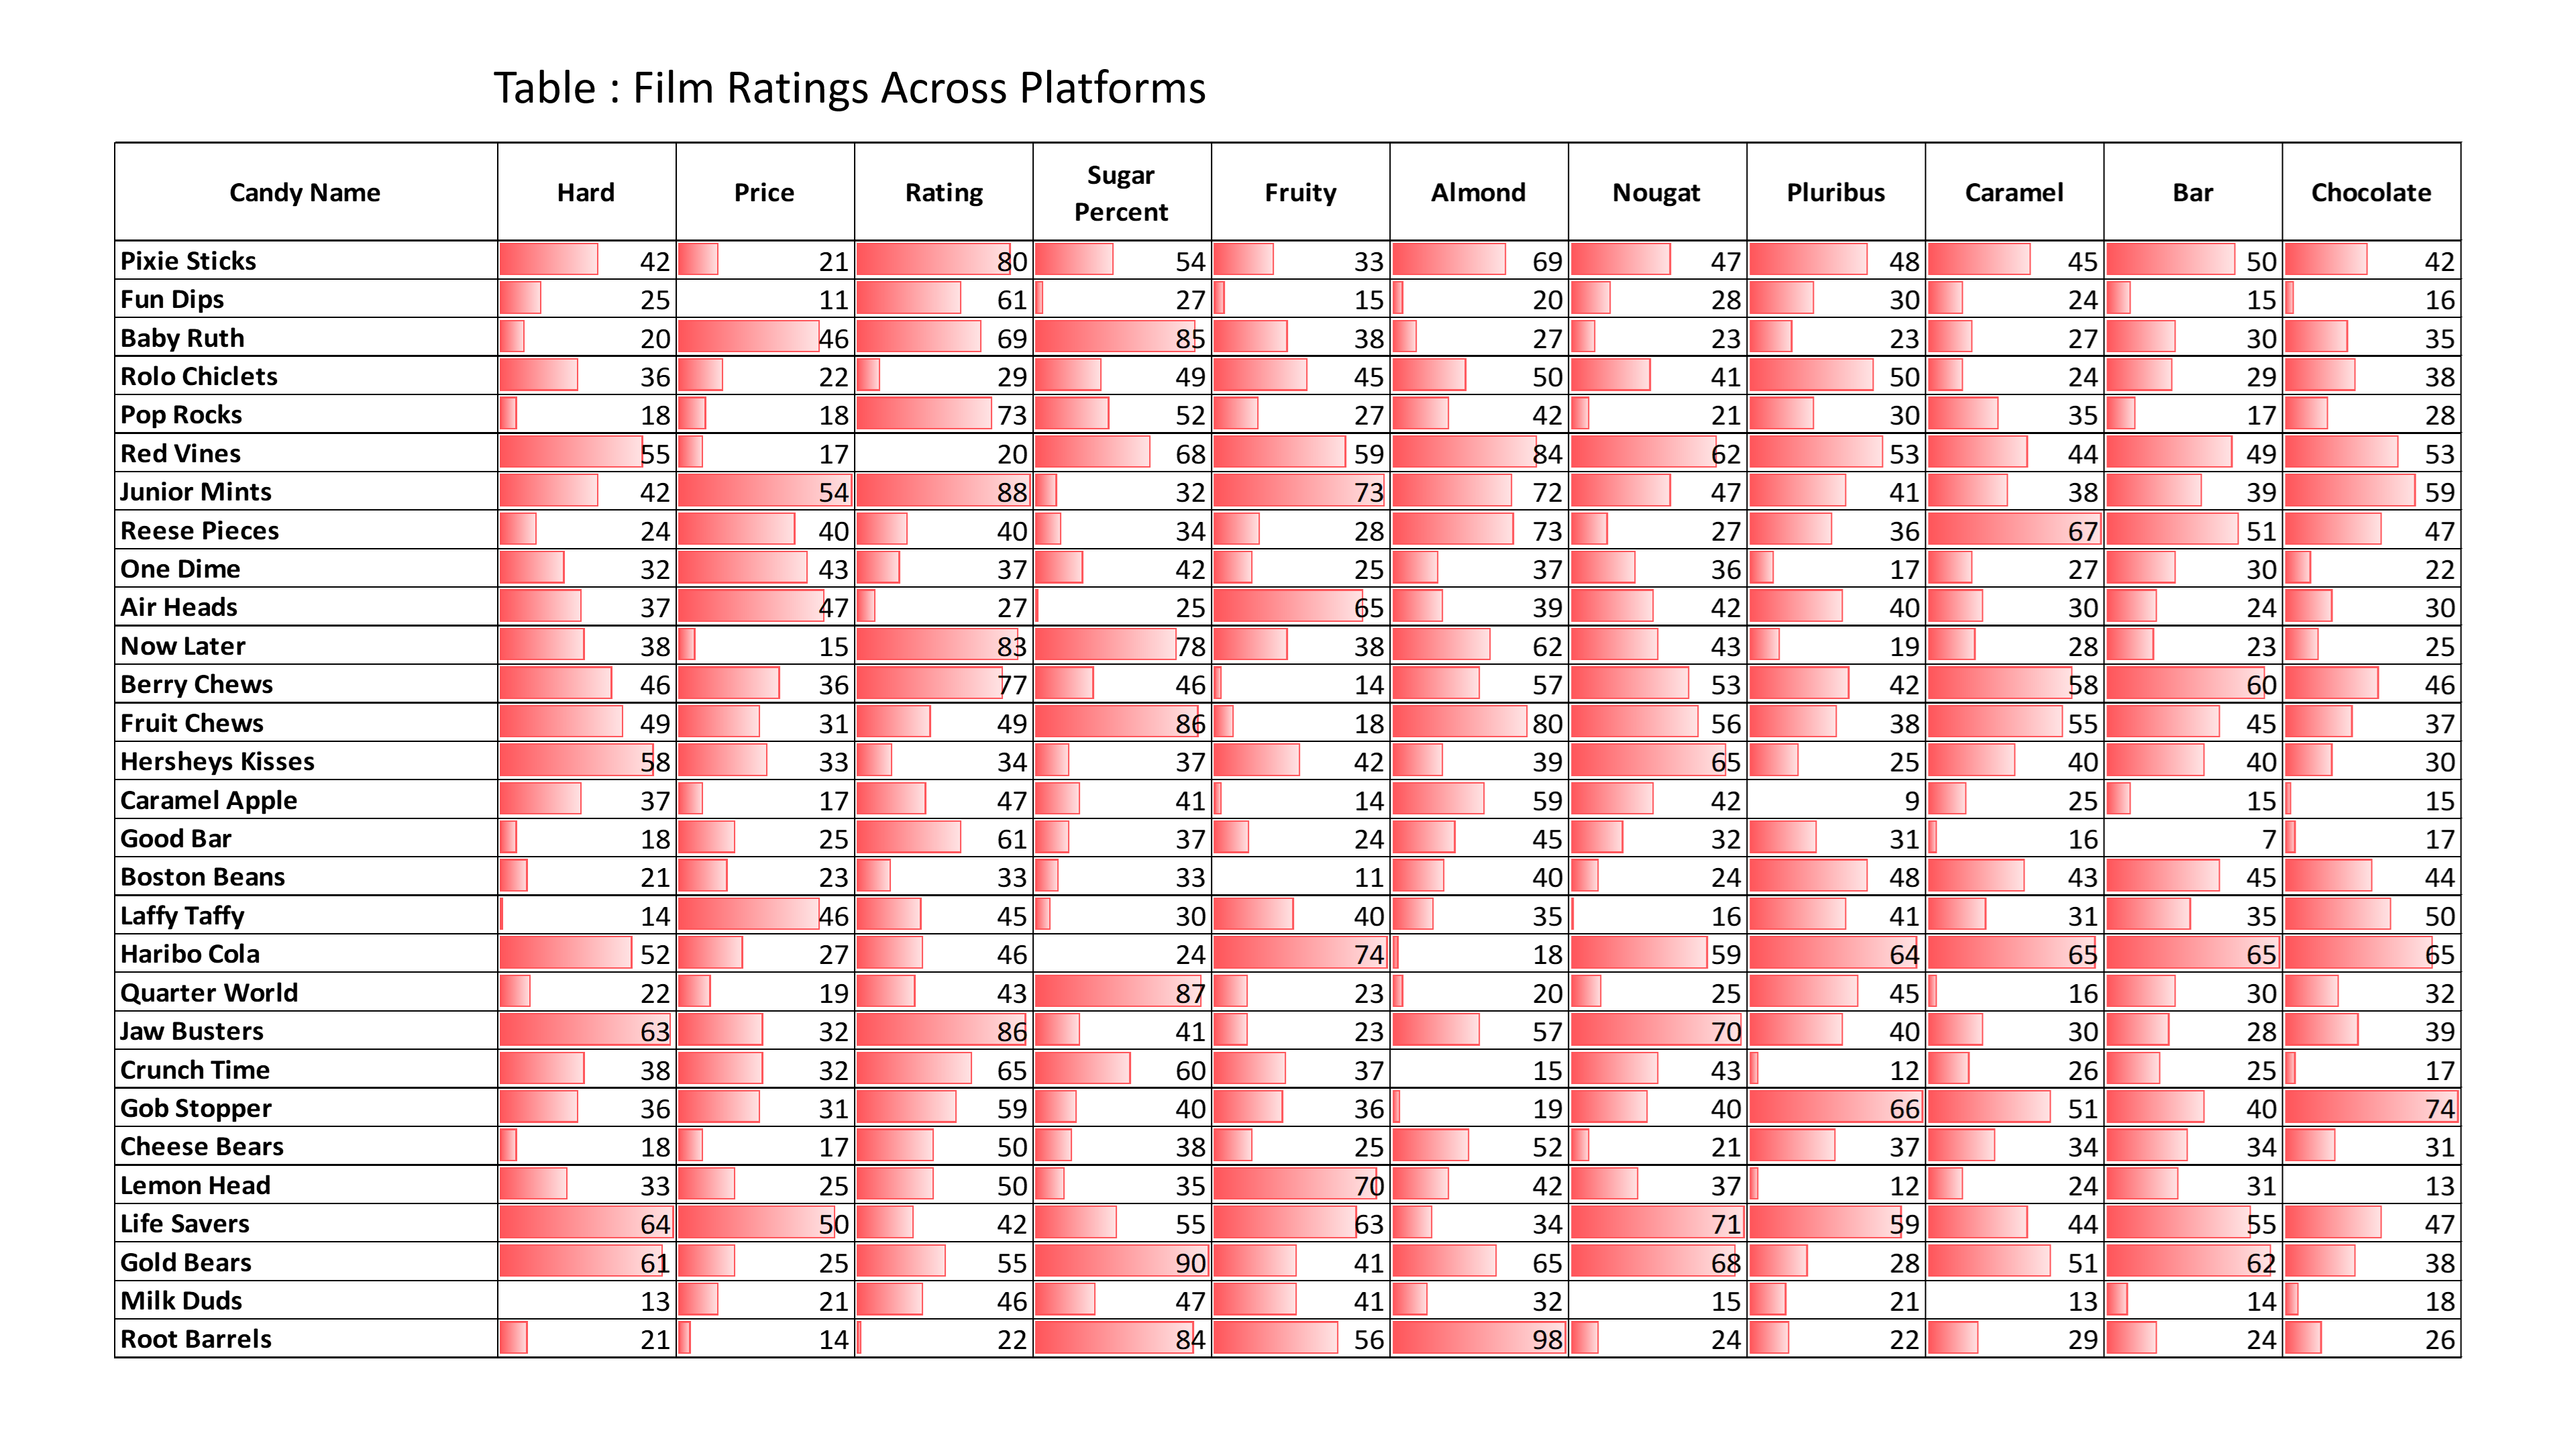 Table : Film Ratings Across Platforms
Candy Name Hard Price Rating Sugar Percent Fruity Almond Nougat Pluribus Caramel Bar Chocolate
Pixie Sticks 42 21 80 54 33 69 47 48 45 50 42
Fun Dips 25 11 61 27 15 20 28 30 24 15 16
Baby Ruth 20 46 69 85 38 27 23 23 27 30 35
Rolo Chiclets 36 22 29 49 45 50 41 50 24 29 38
Pop Rocks 18 18 73 52 27 42 21 30 35 17 28
Red Vines 55 17 20 68 59 84 62 53 44 49 53
Junior Mints 42 54 88 32 73 72 47 41 38 39 59
Reese Pieces 24 40 40 34 28 73 27 36 67 51 47
One Dime 32 43 37 42 25 37 36 17 27 30 22
Air Heads 37 47 27 25 65 39 42 40 30 24 30
Now Later 38 15 83 78 38 62 43 19 28 23 25
Berry Chews 46 36 77 46 14 57 53 42 58 60 46
Fruit Chews 49 31 49 86 18 80 56 38 55 45 37
Hersheys Kisses 58 33 34 37 42 39 65 25 40 40 30
Caramel Apple 37 17 47 41 14 59 42 9 25 15 15
Good Bar 18 25 61 37 24 45 32 31 16 7 17
Boston Beans 21 23 33 33 11 40 24 48 43 45 44
Laffy Taffy 14 46 45 30 40 35 16 41 31 35 50
Haribo Cola 52 27 46 24 74 18 59 64 65 65 65
Quarter World 22 19 43 87 23 20 25 45 16 30 32
Jaw Busters 63 32 86 41 23 57 70 40 30 28 39
Crunch Time 38 32 65 60 37 15 43 12 26 25 17
Gob Stopper 36 31 59 40 36 19 40 66 51 40 74
Cheese Bears 18 17 50 38 25 52 21 37 34 34 31
Lemon Head 33 25 50 35 70 42 37 12 24 31 13
Life Savers 64 50 42 55 63 34 71 59 44 55 47
Gold Bears 61 25 55 90 41 65 68 28 51 62 38
Milk Duds 13 21 46 47 41 32 15 21 13 14 18
Root Barrels 21 14 22 84 56 98 24 22 29 24 26